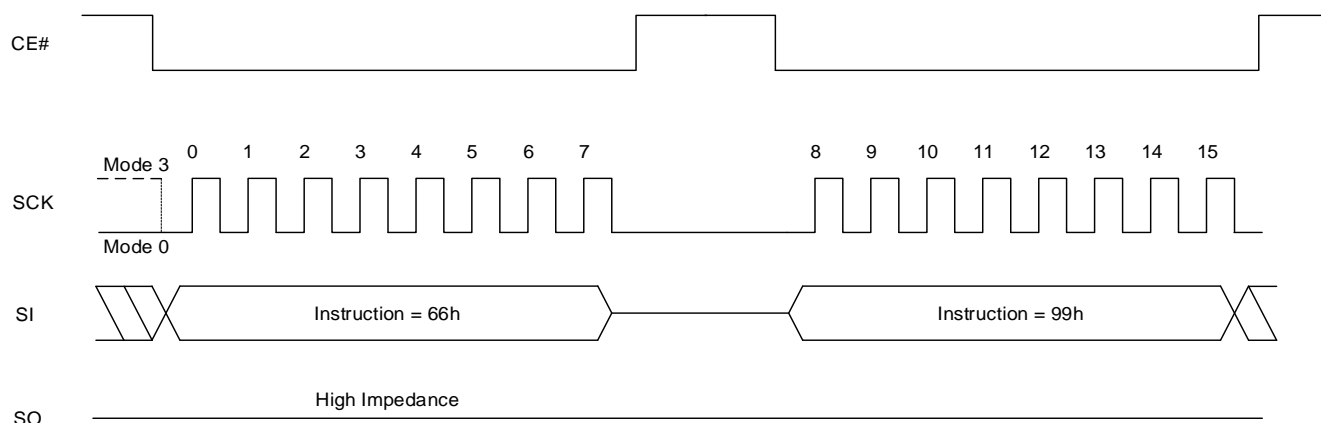 CE#
0 1 2 3 4 5 6 7 8 9 10 11 12 13 14 15
Mode 3
SCK
Mode 0
SI
Instruction = 66h
Instruction = 99h
High Impedance
SO